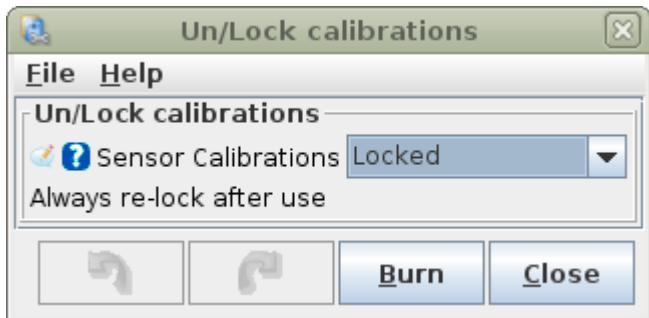 Un/Lock calibrations
File Help
Un/Lock calibrations
? Sensor Calibrations Locked
Always re-lock after use
Burn Close